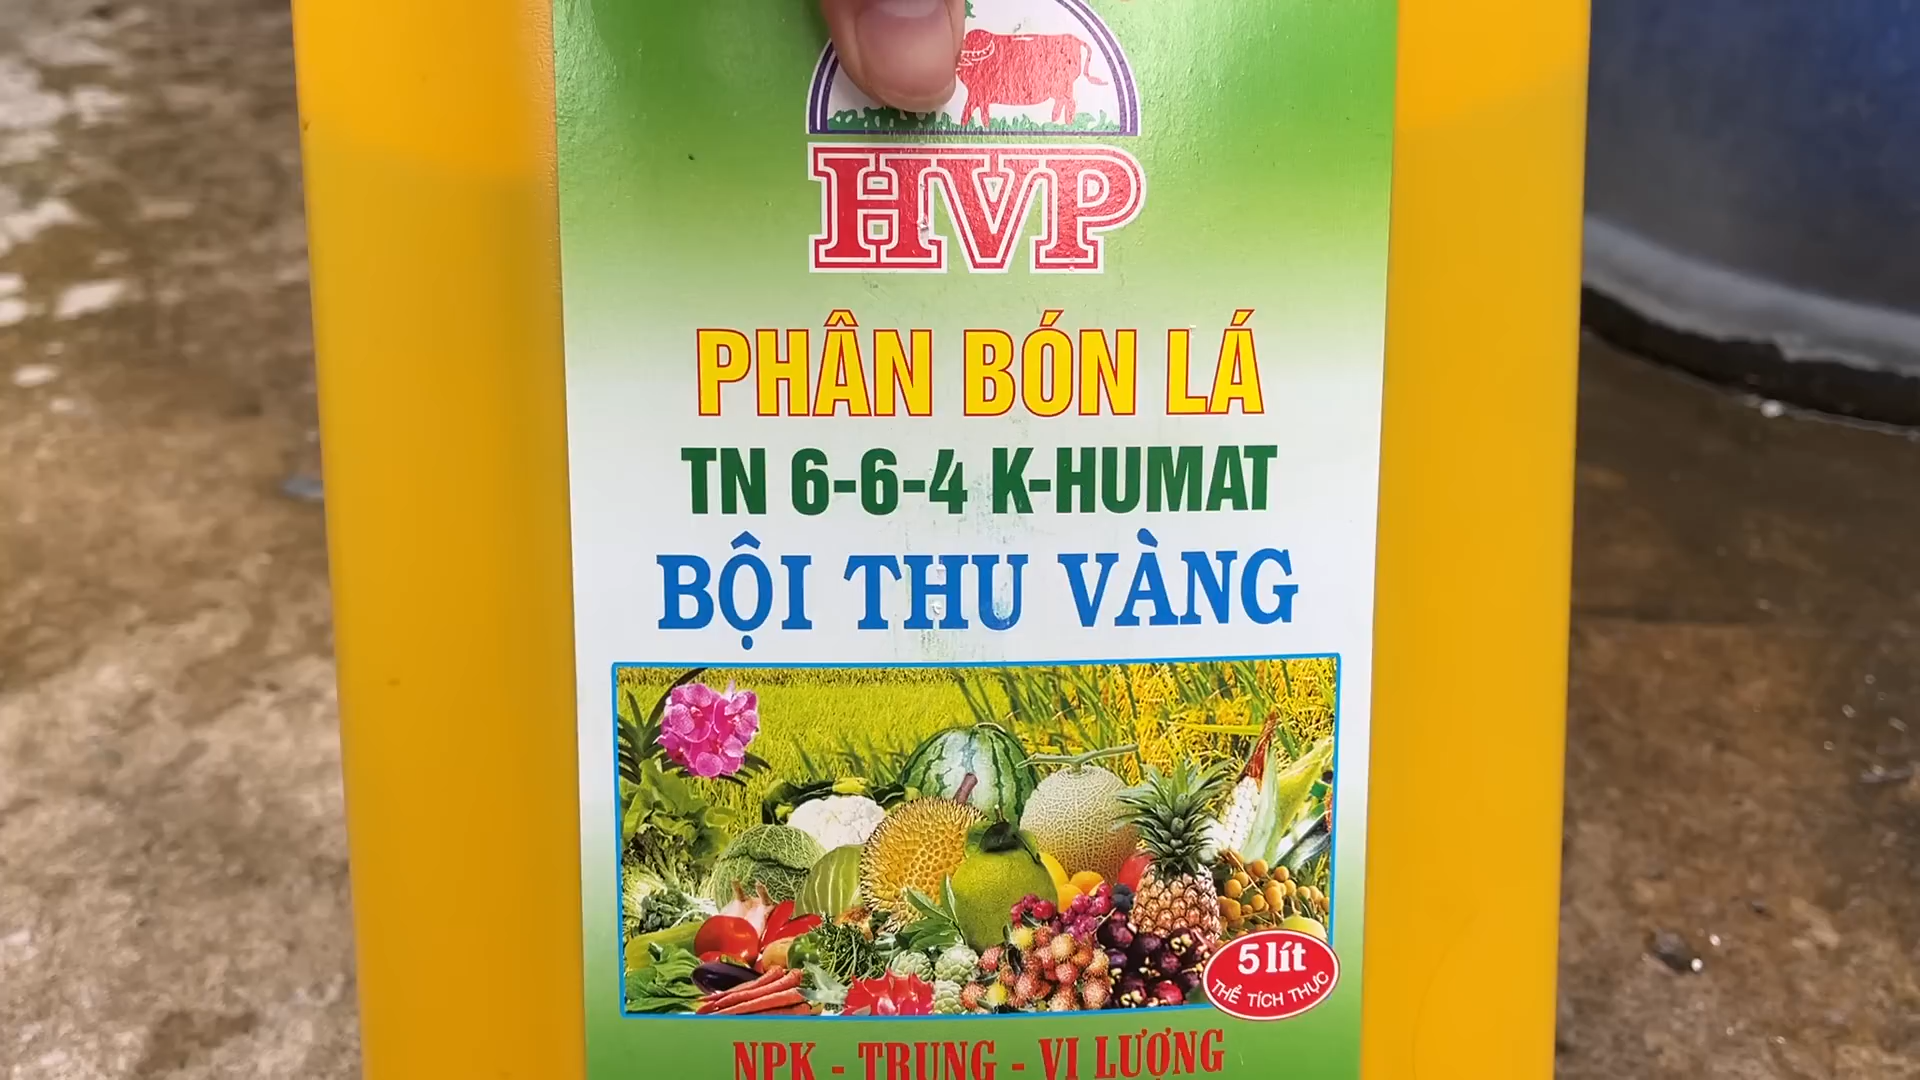 HVP
PHÂN BÓN LÁ
TN 6-6-4 K-HUMAT
BỘI THU VÀNG
5 lít
THỂ TÍCH THỰC
NPK - TRUNG - VI LƯỢNG